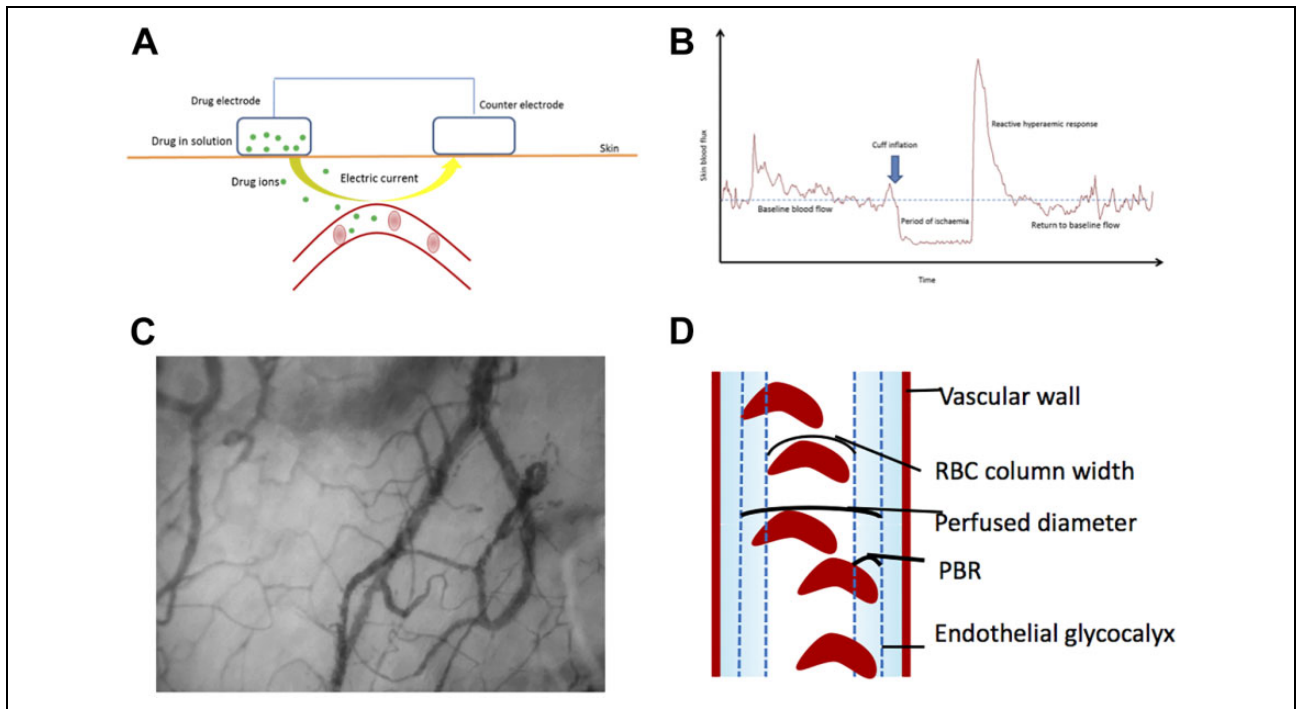 A
Drug electrode
Counter electrode
Drug in solution
Skin
Drug ions
Electric current
B
Skin blood flux
Reactive hyperaemic response
Cuff inflation
Baseline blood flow
Period of ischaemia
Return to baseline flow
Time
C
D
Vascular wall
RBC column width
Perfused diameter
PBR
Endothelial glycocalyx